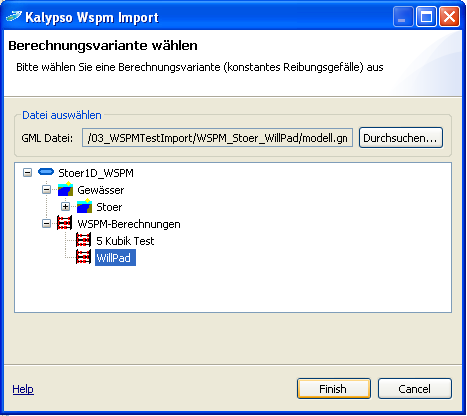 Kalypso Wspm Import
Berechnungsvariante wählen
Bitte wählen Sie eine Berechnungsvariante (konstantes Reibungsgefälle) aus
Datei auswählen
GML Datei: /03_WSPMTestImport/WSPM_Stoer_WillPad/modell.gn Durchsuchen...
Stoer1D_WSPM
Gewässer
Stoer
WSPM-Berechnungen
5 Kubik Test
WillPad
Help Finish Cancel